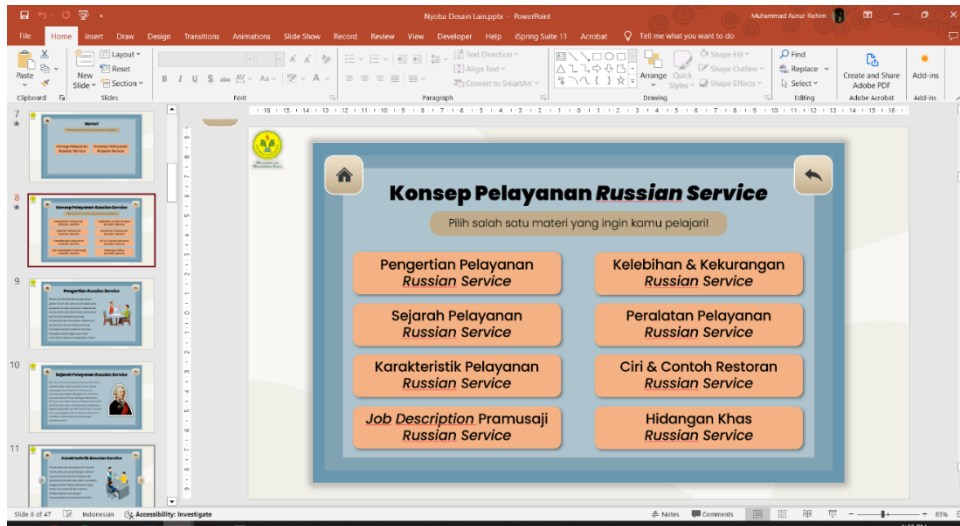 Nyoba Desain Lain.pptx - PowerPoint
Muhammad Ainur Rohim
File Home Insert Draw Design Transitions Animations Slide Show Record Review View Developer Help iSpring Suite 11 Acrobat Tell me what you want to do
Paste
Clipboard
New
Slide
Layout
Reset
Section
Slides
Font
Text Direction
Align Text
Convert to SmartArt
Paragraph
Arrange
Quick
Styles
Shape Fill
Shape Outline
Shape Effects
Drawing
Find
Replace
Select
Editing
Create and Share
Adobe PDF
Adobe Acrobat
Add-ins
Add-ins
7
8
9
10
11
Konsep Pelayanan Russian Service
Pilih salah satu materi yang ingin kamu pelajari!
Pengertian Pelayanan
Russian Service
Kelebihan & Kekurangan
Russian Service
Sejarah Pelayanan
Russian Service
Peralatan Pelayanan
Russian Service
Karakteristik Pelayanan
Russian Service
Ciri & Contoh Restoran
Russian Service
Job Description Pramusaji
Russian Service
Hidangan Khas
Russian Service
Slide 8 of 47 Indonesian Accessibility: Investigate
Notes Comments 83%